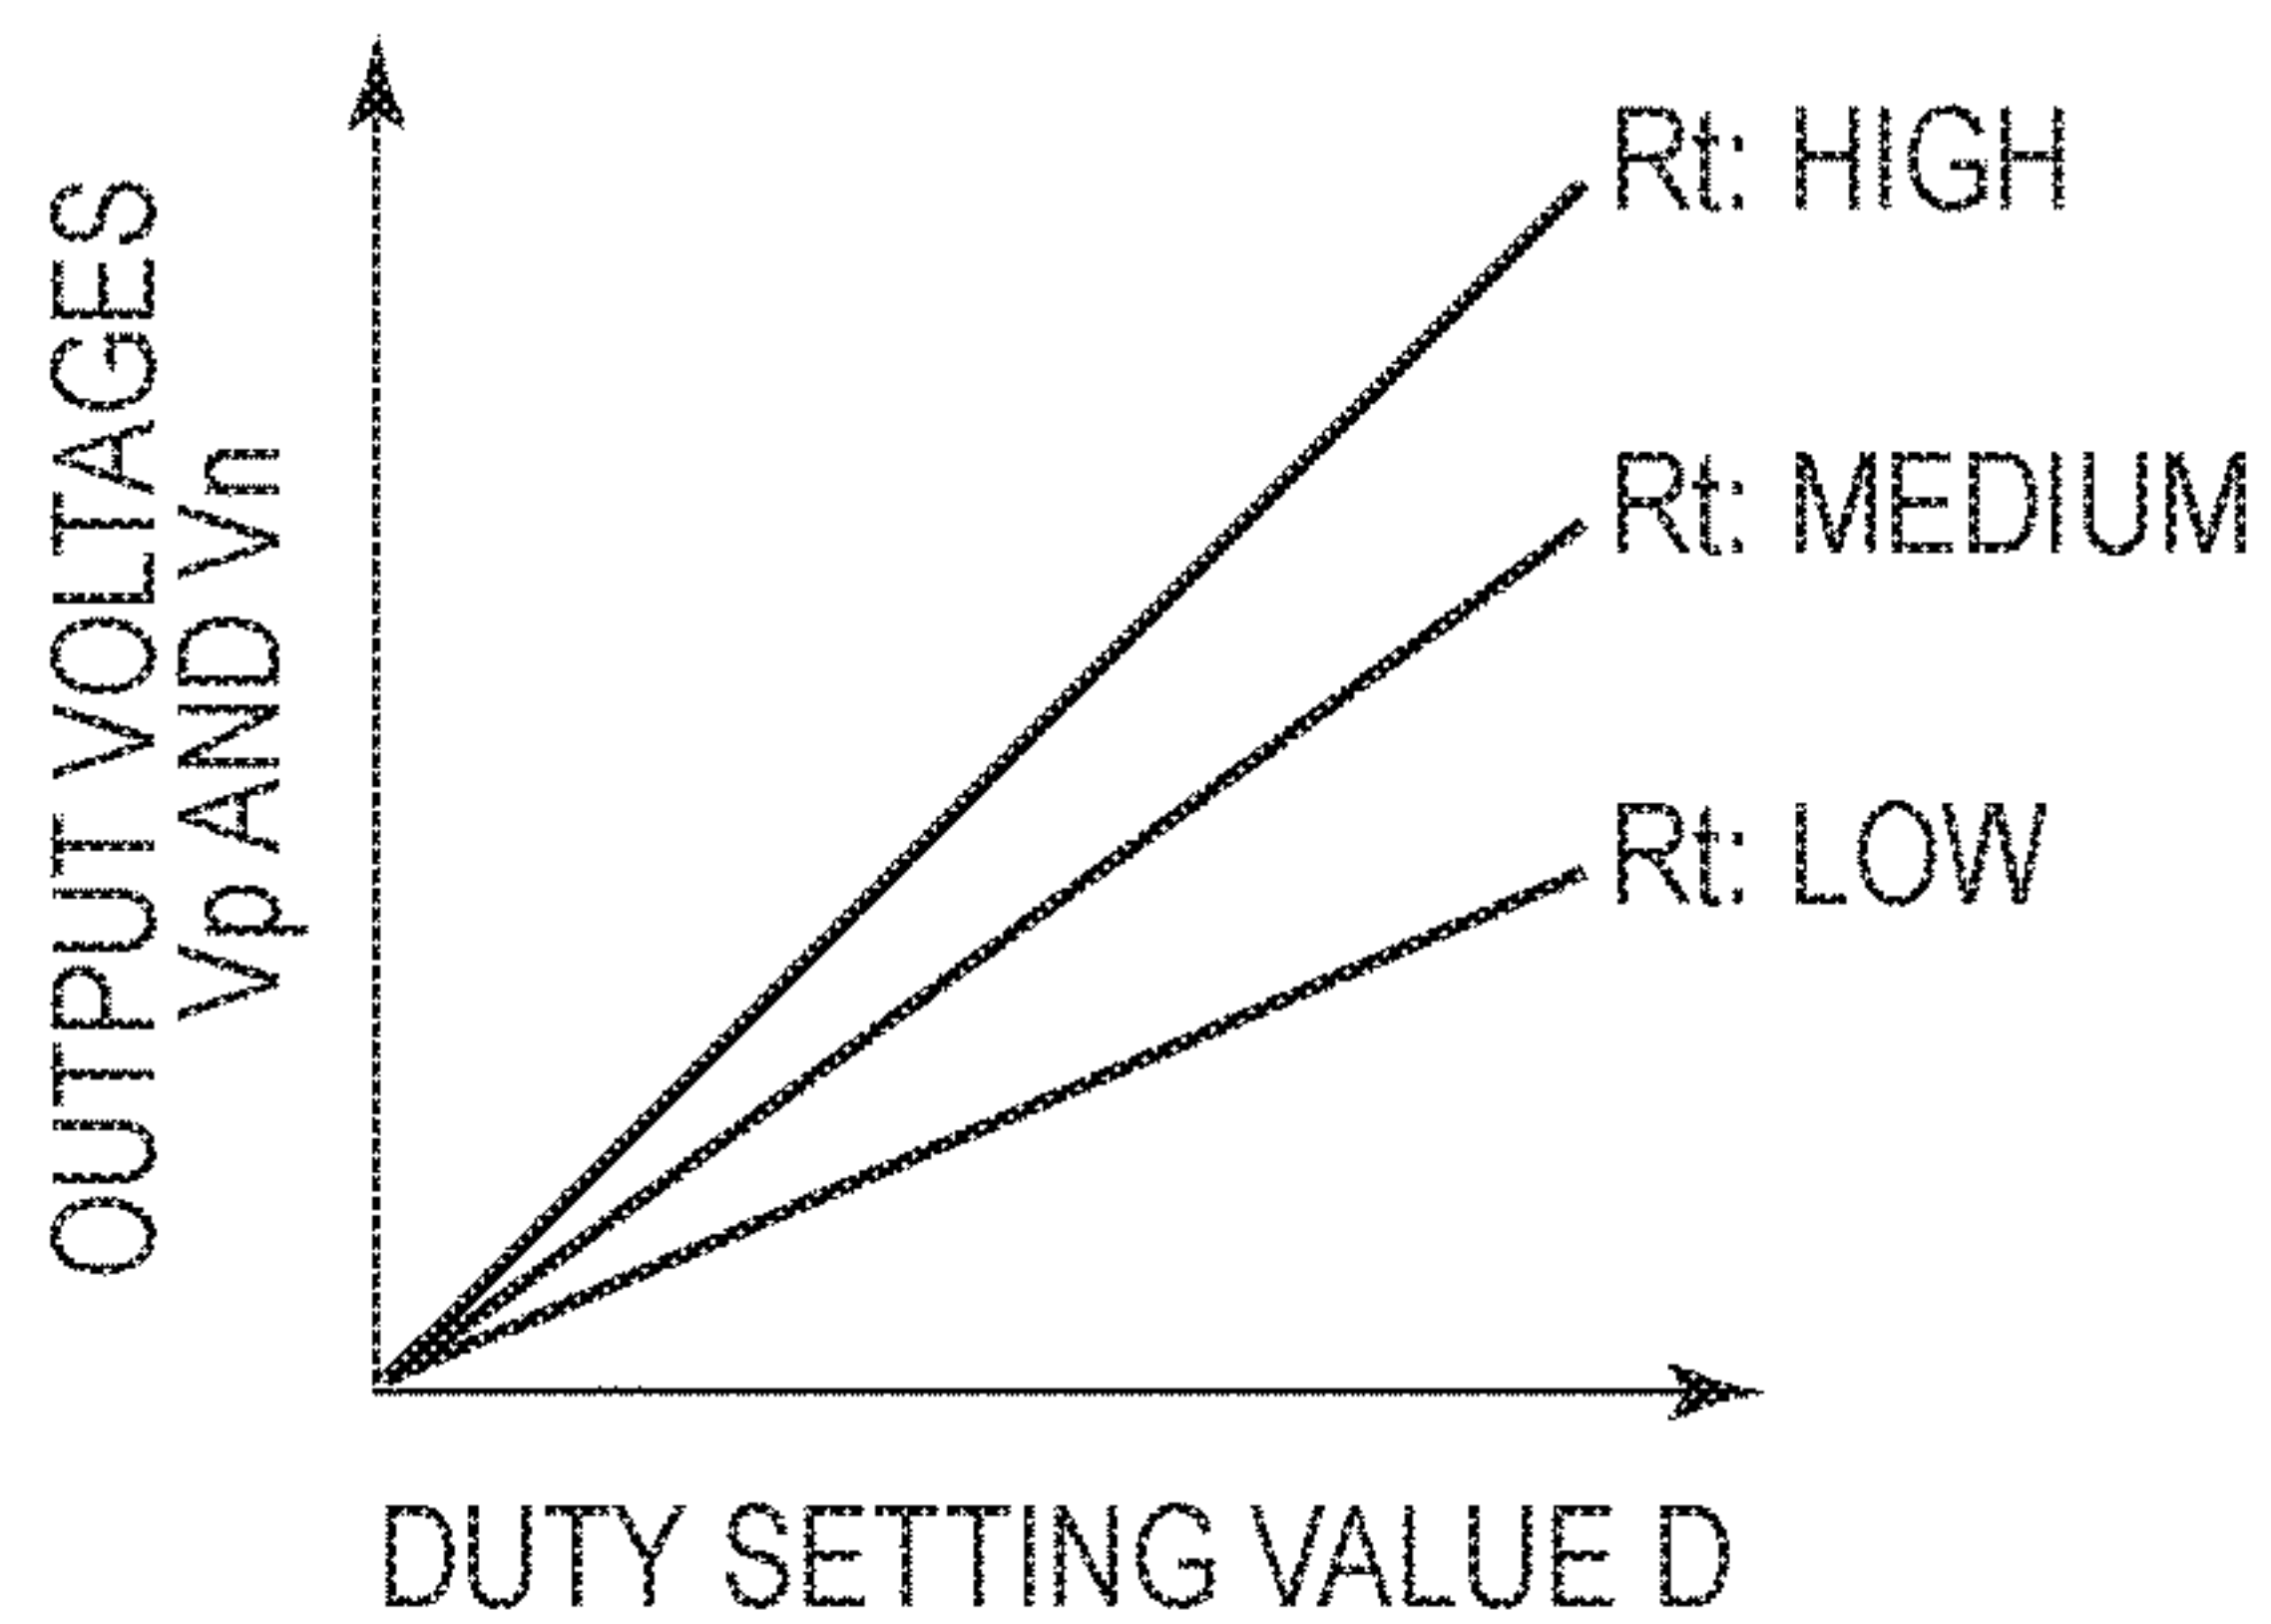 OUTPUT VOLTAGES
Vp AND Vn
Rt: HIGH
Rt: MEDIUM
Rt: LOW
DUTY SETTING VALUE D